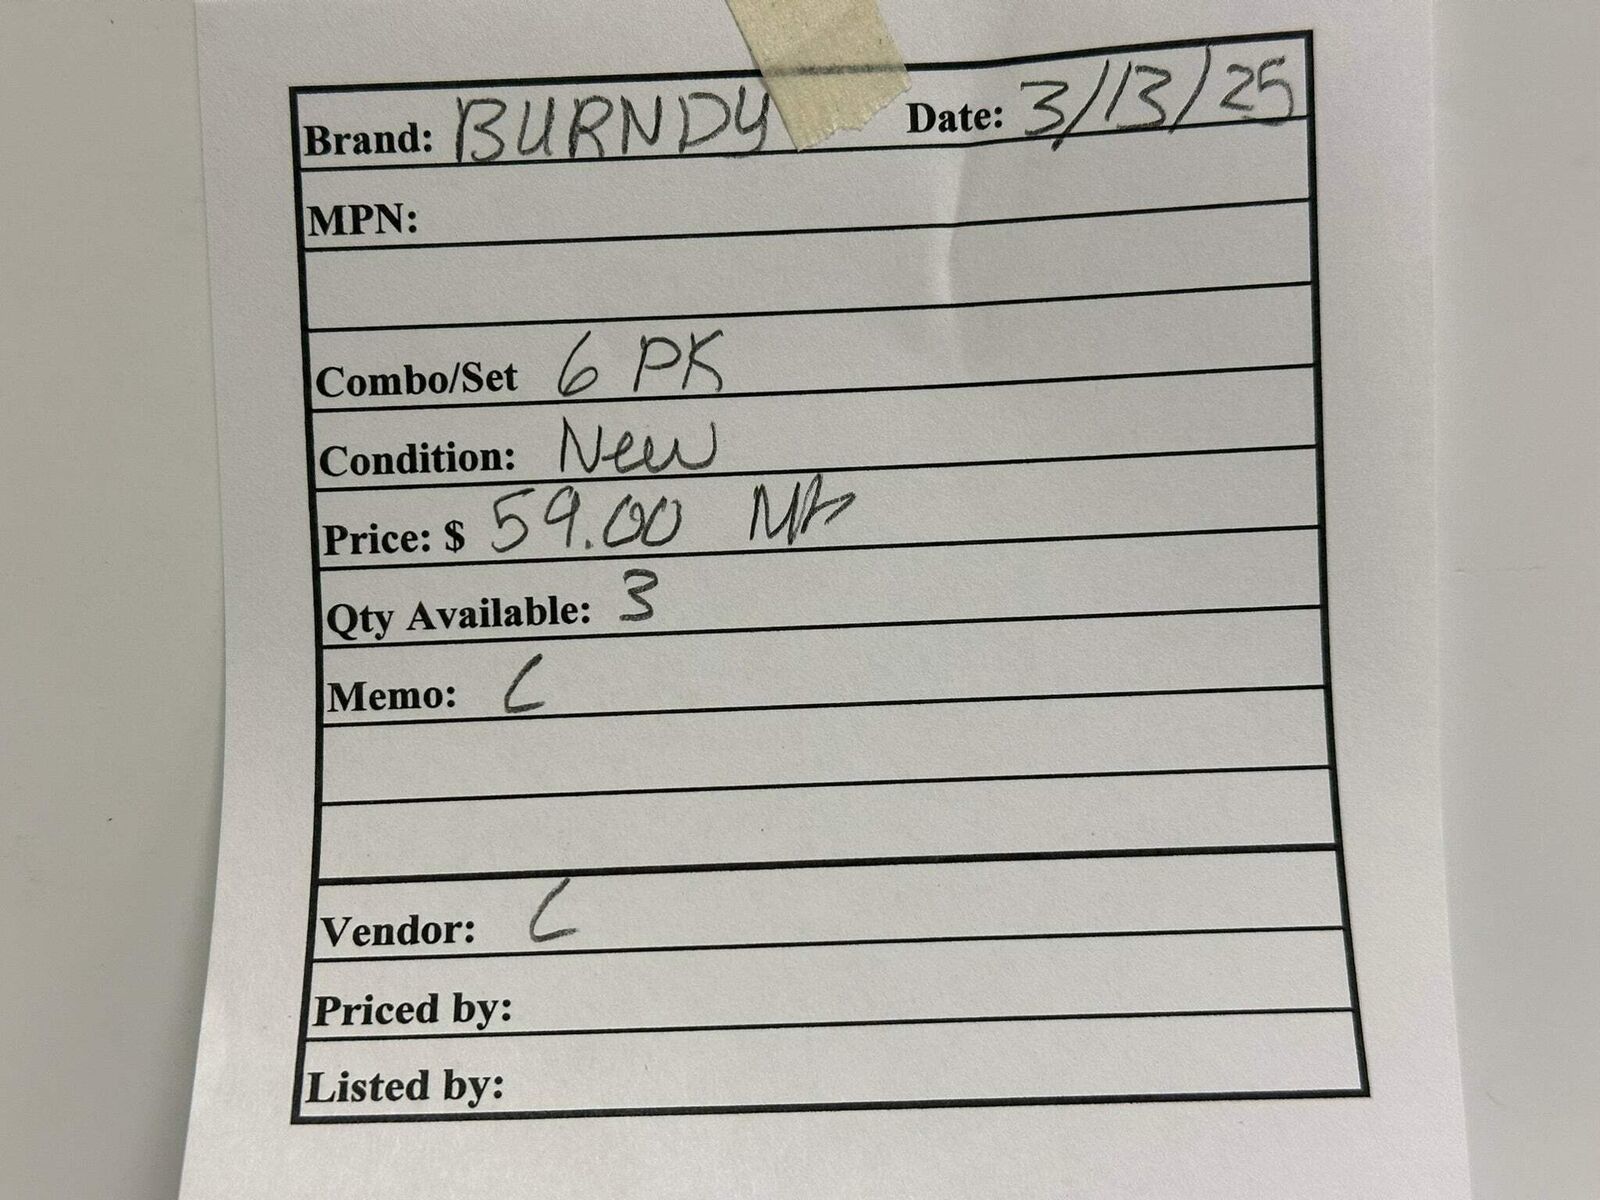 Brand: BURNDY Date: 3/13/25
MPN:
Combo/Set 6 PK
Condition: New
Price: $ 59.00
Qty Available: 3
Memo: C
Vendor: C
Priced by:
Listed by: